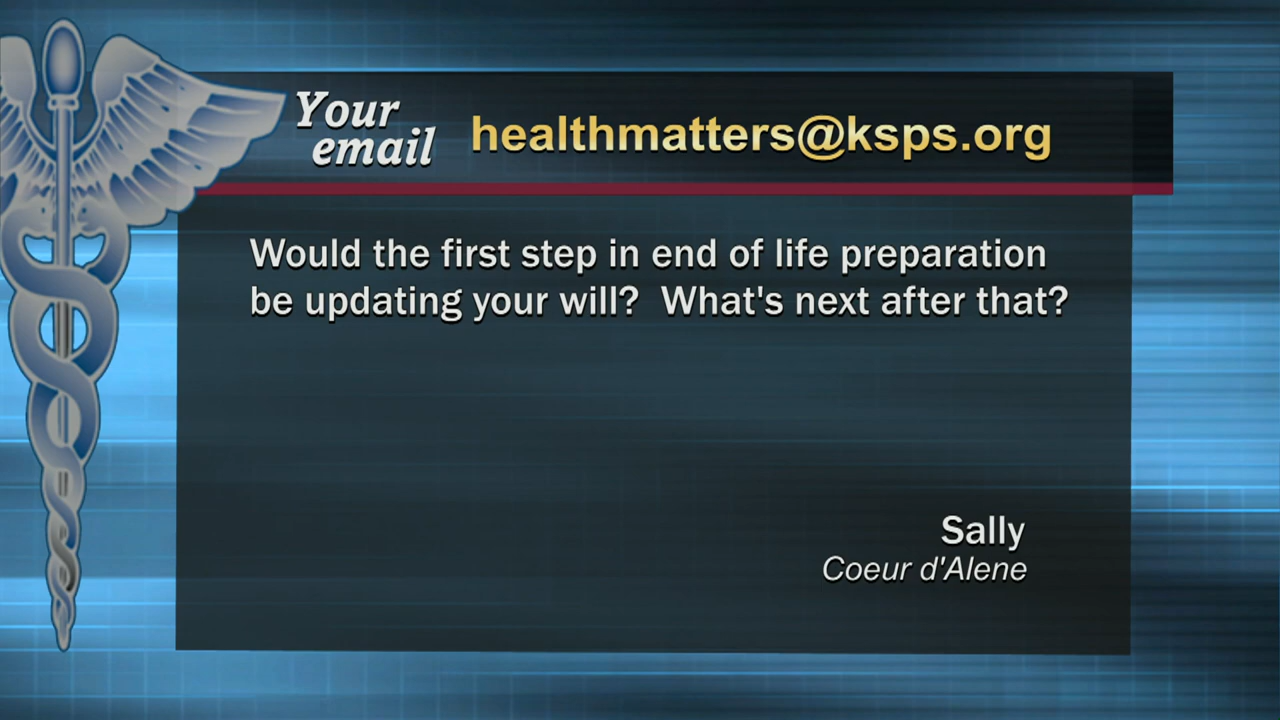 Your
email
healthmatters@ksps.org
Would the first step in end of life preparation
be updating your will?  What's next after that?
Sally
Coeur d'Alene